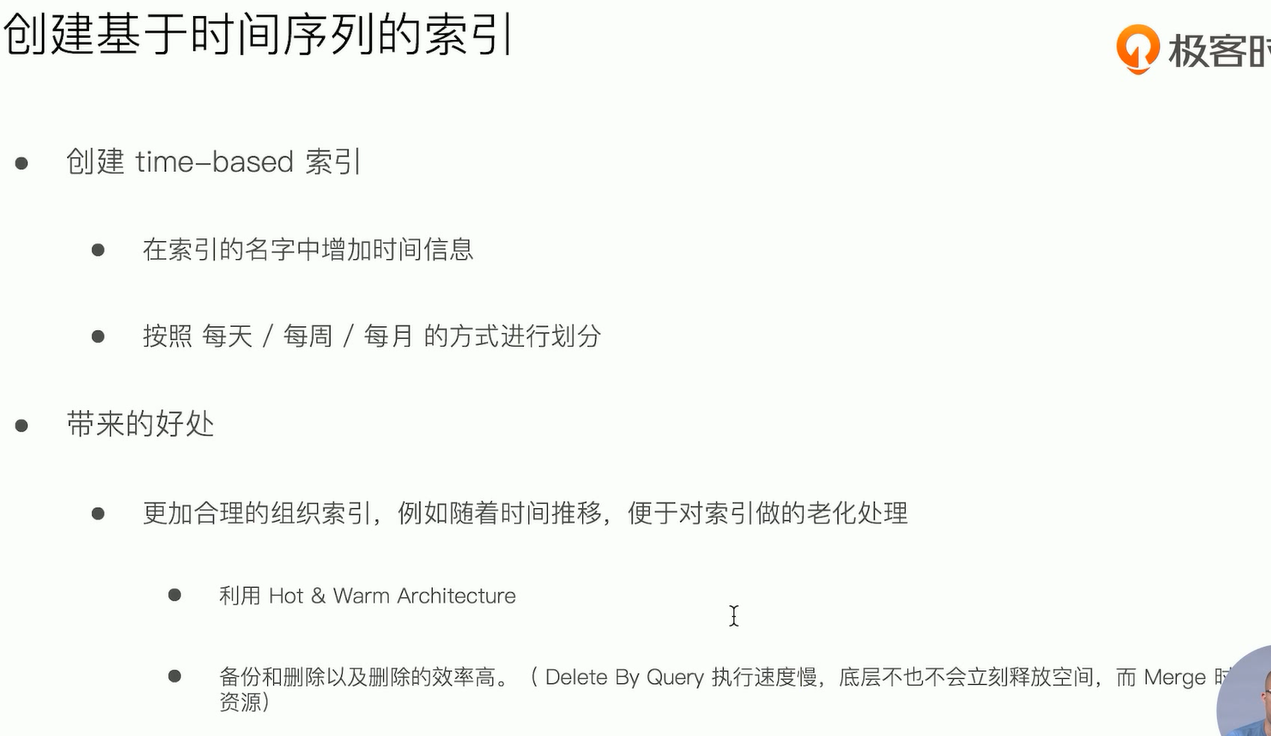 创建基于时间序列的索引
极客时
创建 time-based 索引
在索引的名字中增加时间信息
按照 每天 / 每周 / 每月 的方式进行划分
带来的好处
更加合理的组织索引，例如随着时间推移，便于对索引做的老化处理
利用 Hot & Warm Architecture
备份和删除以及删除的效率高。（ Delete By Query 执行速度慢，底层不也不会立刻释放空间，而 Merge 时
资源）